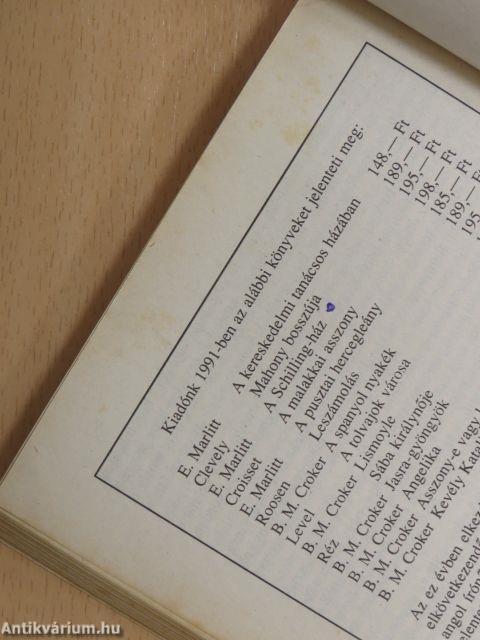 Kiadónk 1991-ben az alábbi könyveket jelenteti meg:
E. Marlitt A kereskedelmi tanácsos házában 148,— Ft
Clevely Mahony bosszúja 189,— Ft
E. Marlitt A Schilling-ház 195,— Ft
Croisset A malakkai asszony 198,— Ft
E. Marlitt A pusztai hercegleány 185,— Ft
Roosen Leszámolás 189,—
B. M. Croker A spanyol nyakék 195
Level A tolvajok városa
B. M. Croker Lismoyle
Réz Sába Királynője
B. M. Croker Jasra-gyöngyök
B. M. Croker Angelika
B. M. Croker Asszony-e vagy
B. M. Croker Kevély Katali
Az ez évben elkez
elkövetkezendő
angol írón
Antikvárium.hu